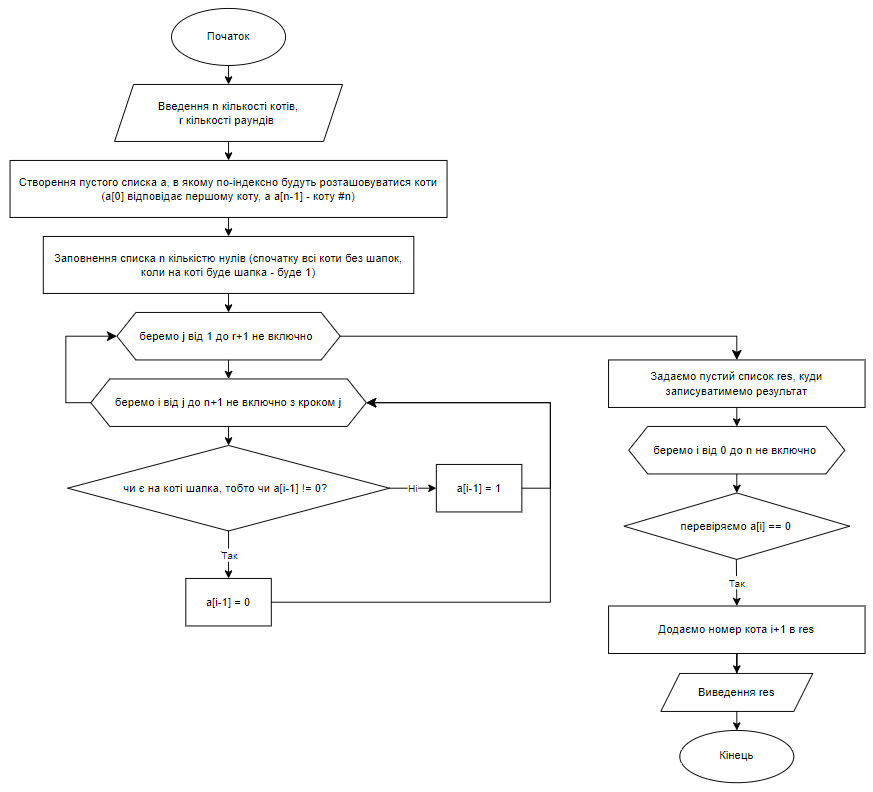 Початок
Введення n кількості котів,
r кількості раундів
Створення пустого списка a, в якому по-індексно будуть розташовуватися коти
(a[0] відповідає першому коту, а a[n-1] - коту #n)
Заповнення списка n кількістю нулів (спочатку всі коти без шапок,
коли на коті буде шапка - буде 1)
беремо j від 1 до r+1 не включно
беремо i від j до n+1 не включно з кроком j
чи є на коті шапка, тобто чи a[i-1] != 0?
Ні
a[i-1] = 1
Так
a[i-1] = 0
Задаємо пустий список res, куди
записуватимемо результат
беремо i від 0 до n не включно
перевіряємо a[i] == 0
Так
Додаємо номер кота i+1 в res
Виведення res
Кінець